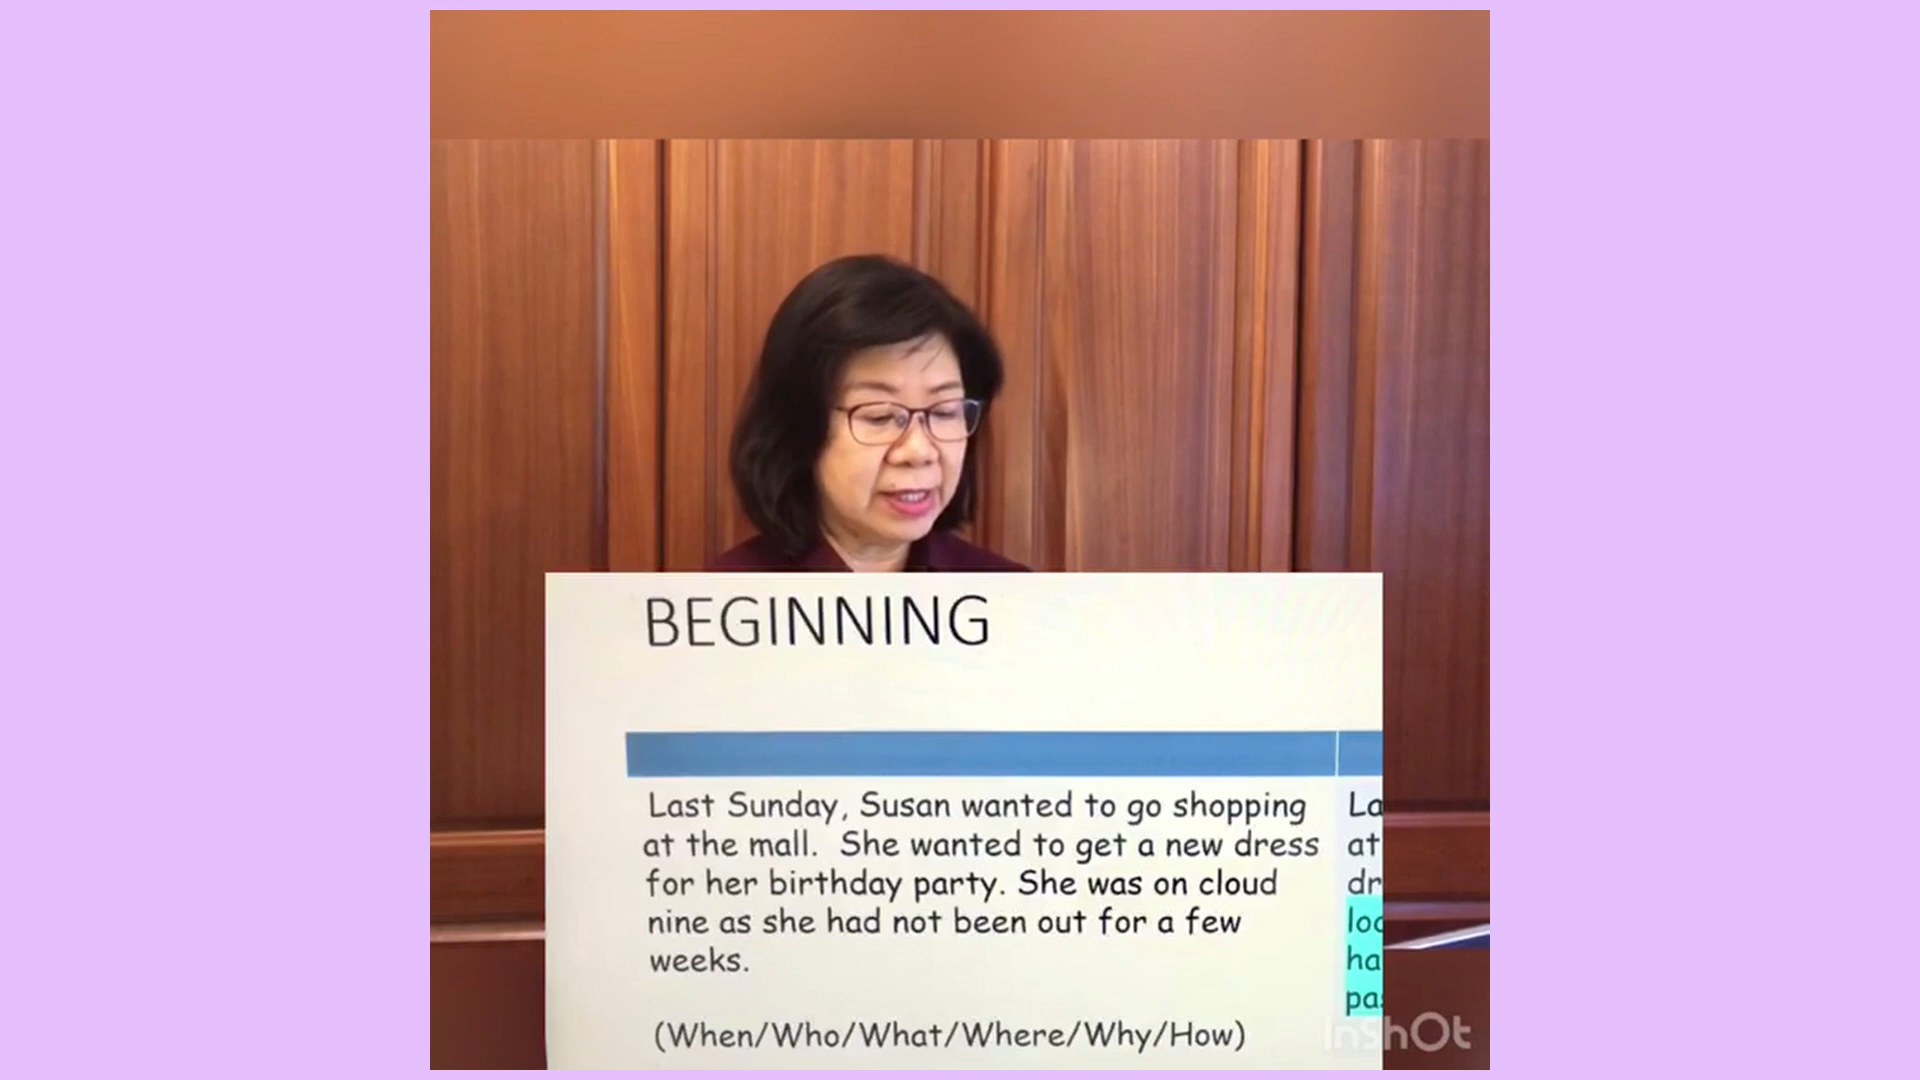 BEGINNING
Last Sunday, Susan wanted to go shopping
at the mall. She wanted to get a new dress
for her birthday party. She was on cloud
nine as she had not been out for a few
weeks.
(When/Who/What/Where/Why/How)
at
InShOt